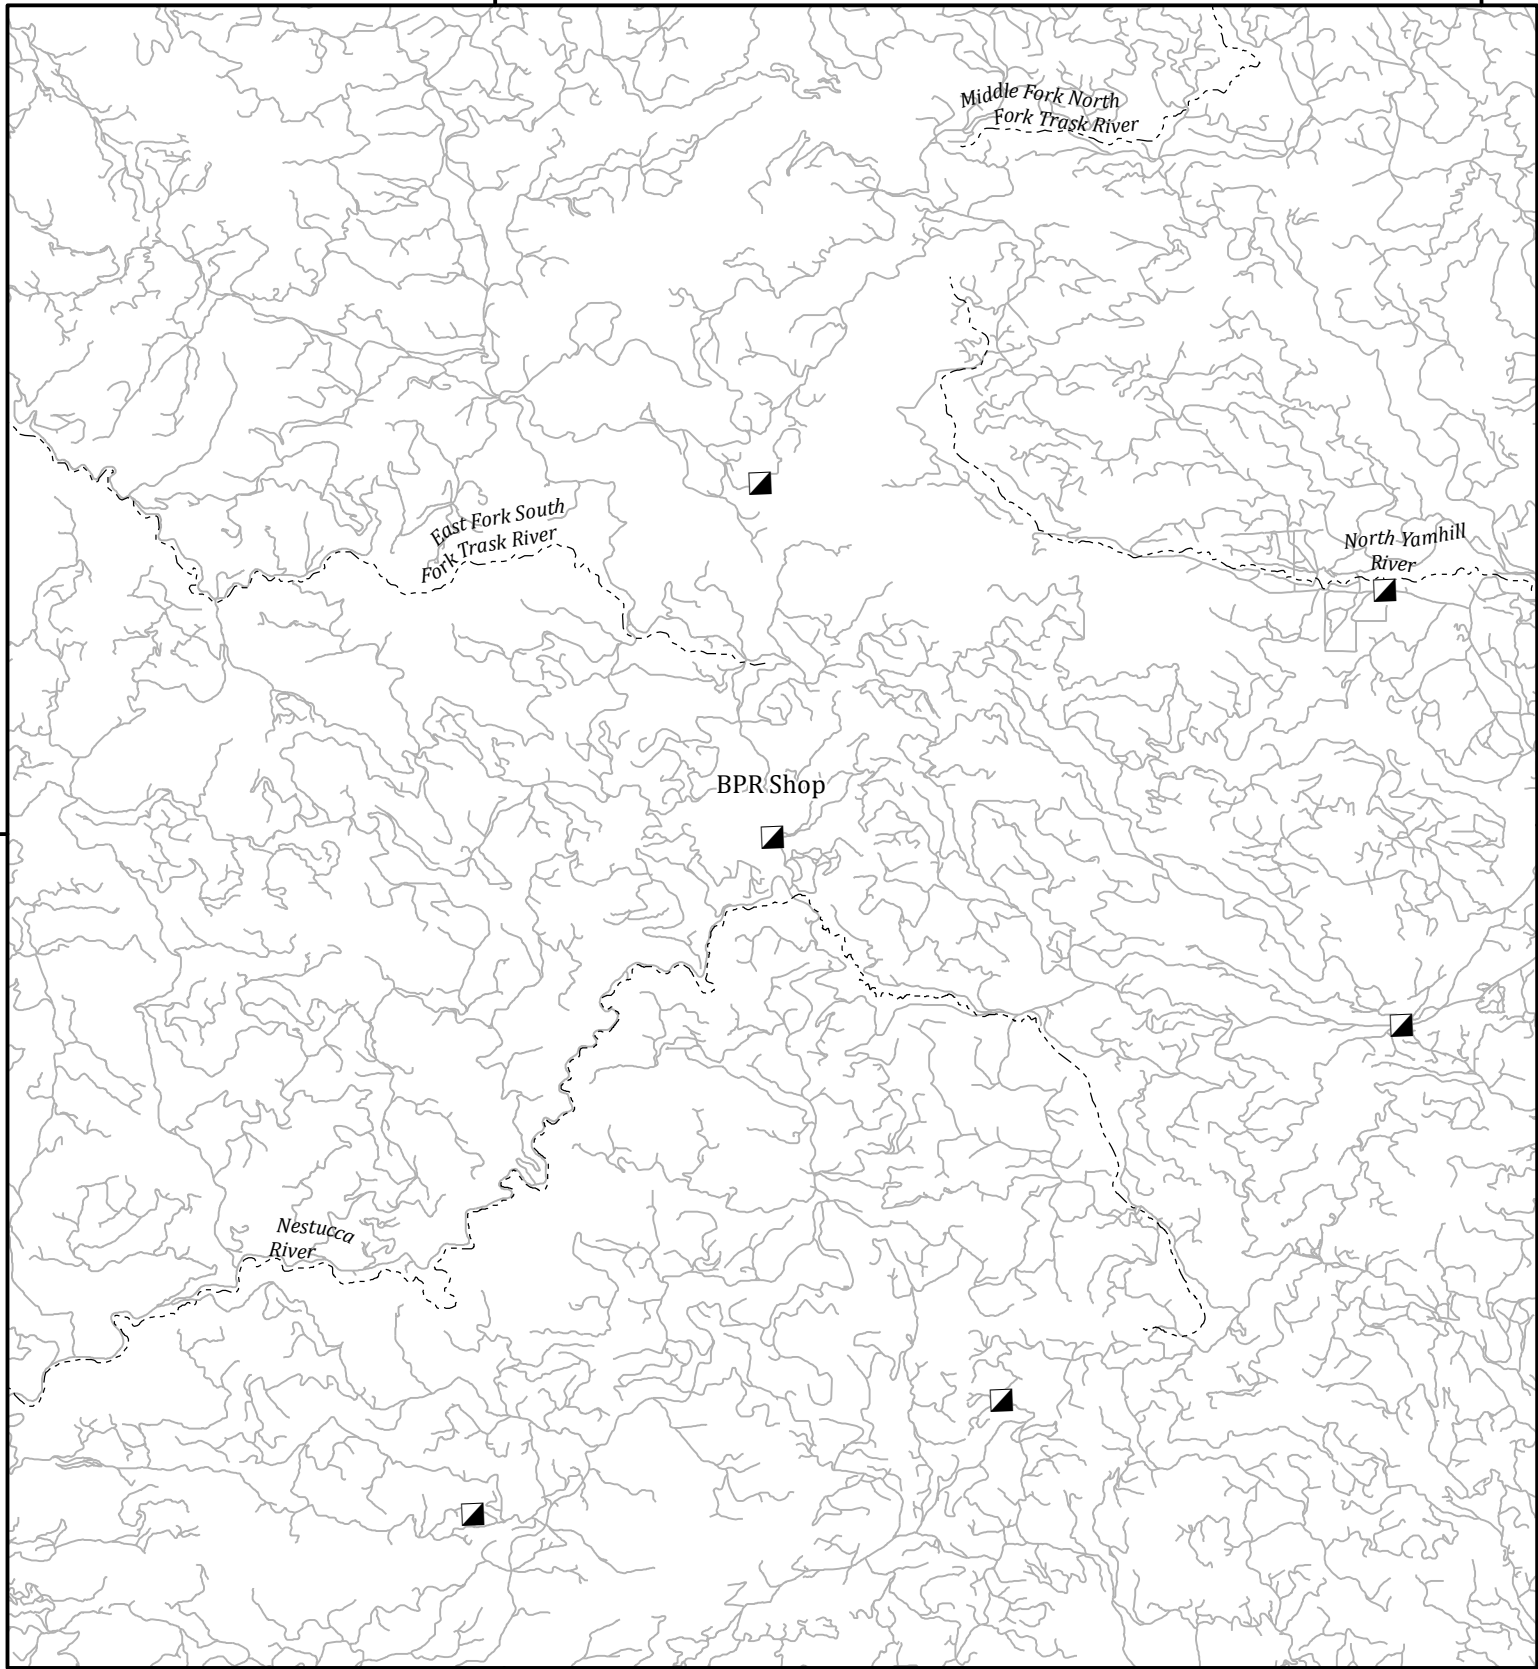 Middle Fork North
Fork Trask River
East Fork South
Fork Trask River
North Yamhill
River
BPR Shop
Nestucca
River